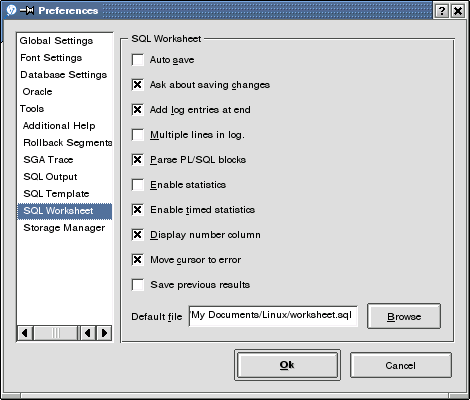 Preferences
Global Settings
Font Settings
Database Settings
Oracle
Tools
Additional Help
Rollback Segments
SGA Trace
SQL Output
SQL Template
SQL Worksheet
Storage Manager
SQL Worksheet
Auto save
Ask about saving changes
Add log entries at end
Multiple lines in log.
Parse PL/SQL blocks
Enable statistics
Enable timed statistics
Display number column
Move cursor to error
Save previous results
Default file
/My Documents/Linux/worksheet.sql
Browse
Ok
Cancel